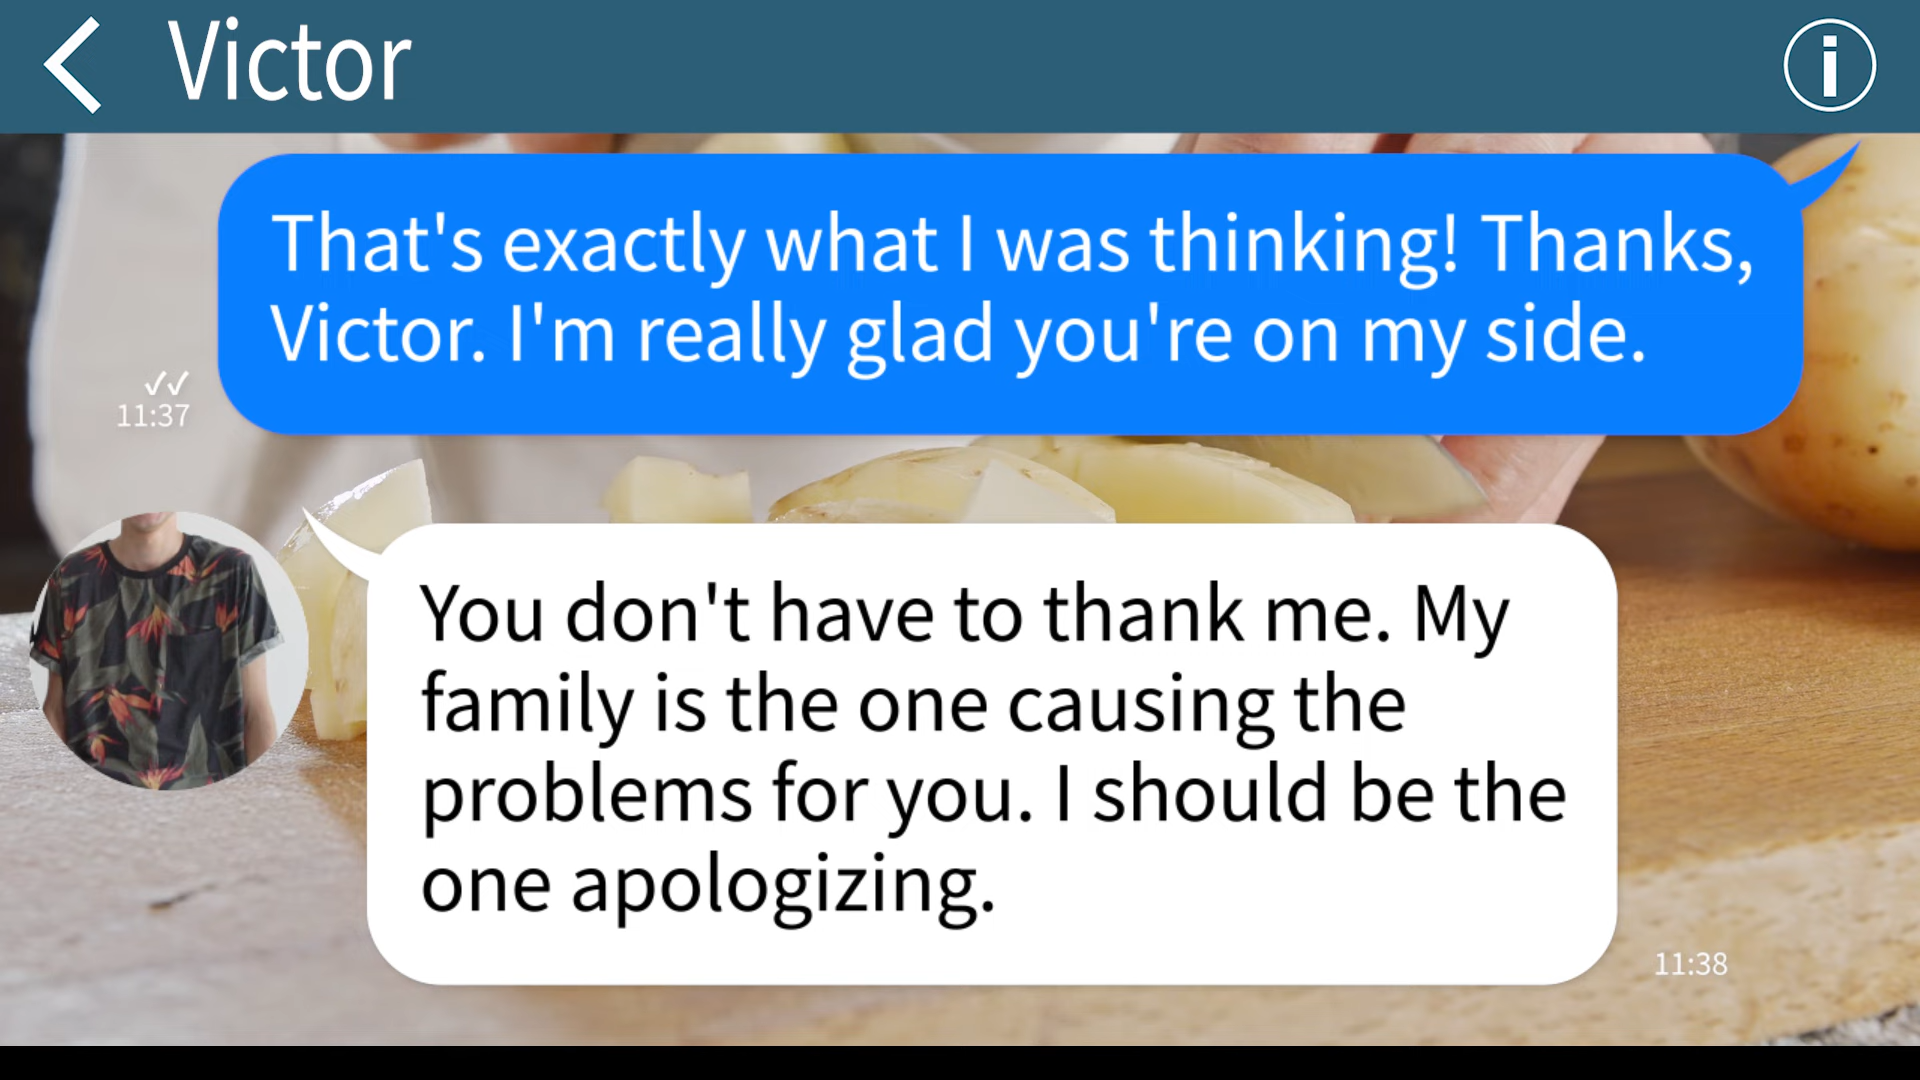 Victor
That's exactly what I was thinking! Thanks,
Victor. I'm really glad you're on my side.
✓✓
11:37
You don't have to thank me. My
family is the one causing the
problems for you. I should be the
one apologizing.
11:38